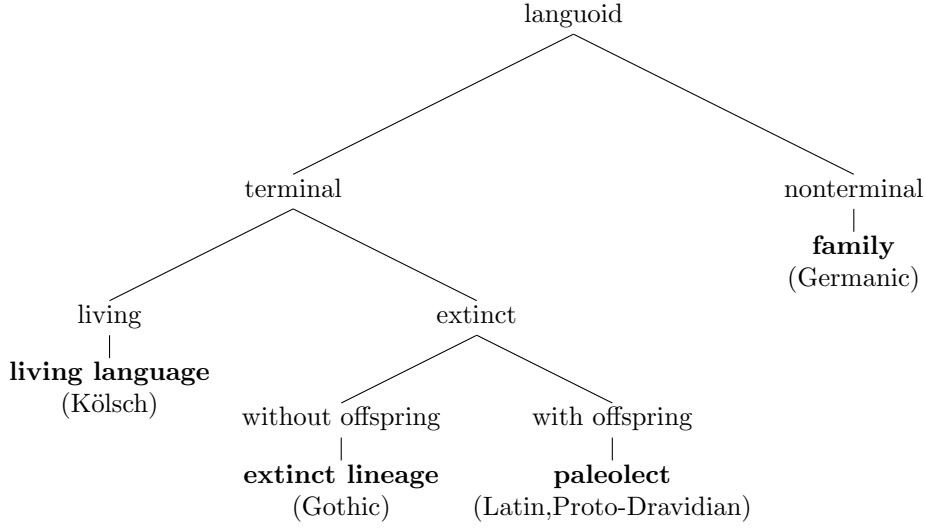 languoid
terminal
nonterminal
family
(Germanic)
living
extinct
living language
(Kölsch)
without offspring
with offspring
extinct lineage
paleolect
(Gothic)
(Latin,Proto-Dravidian)